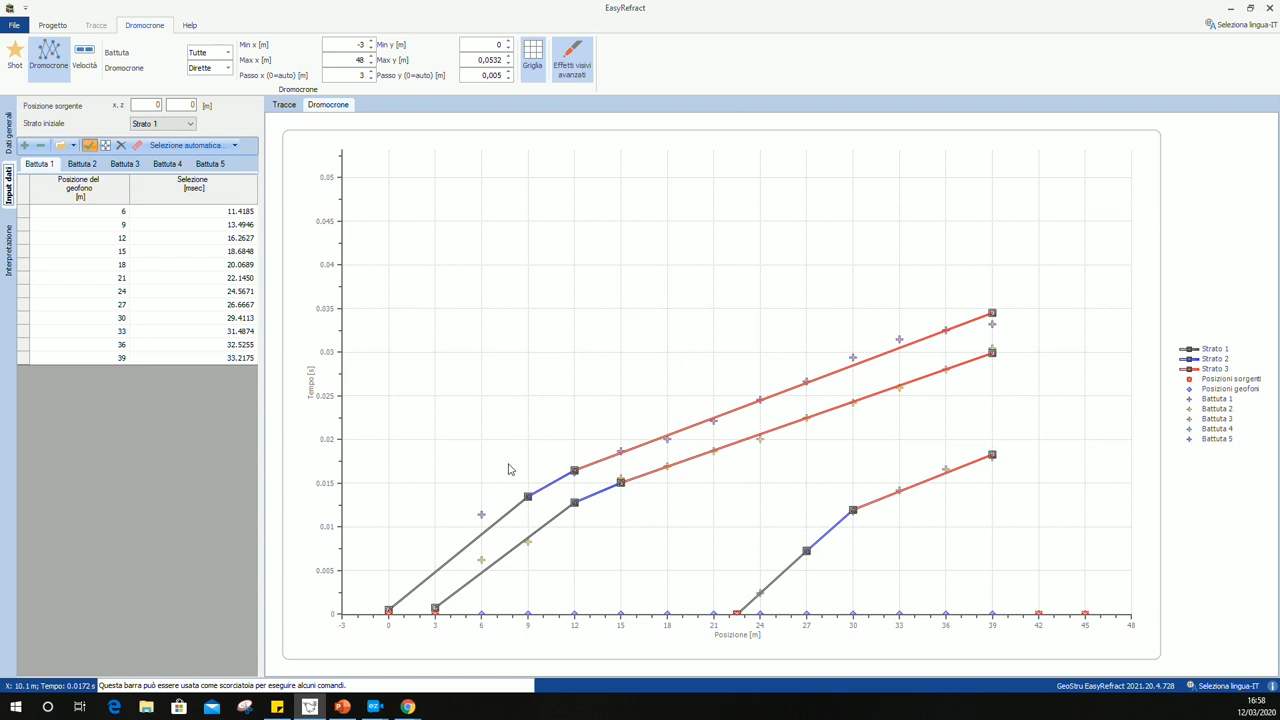 EasyRefract
File Progetto Tracce Dromocrone Help
Seleziona lingua-IT
Shot
Dromocrone
Velocità
Battuta Tutte
Dromocrone Dirette
Min x [m] -3 Min y [m] 0
Max x [m] 48 Max y [m] 0,0532
Passo x (0=auto) [m] 3 Passo y (0=auto) [m] 0,005
Griglia
Effetti visivi
avanzati
Dromocrone
Dati generali
Input dati
Interpretazione
Posizione sorgente x, z 0 0 [m]
Strato iniziale Strato 1
Selezione automatica...
Battuta 1 Battuta 2 Battuta 3 Battuta 4 Battuta 5
Posizione del
geofono
[m]
Selezione
[msec]
6 11.4185
9 13.4946
12 16.2627
15 18.6848
18 20.0689
21 22.1450
24 24.5671
27 26.6667
30 29.4113
33 31.4874
36 32.5255
39 33.2175
Tracce Dromocrone
0.05
0.045
0.04
0.035
0.03
0.025
0.02
0.015
0.01
0.005
0
Tempo [s]
-3 0 3 6 9 12 15 18 21 24 27 30 33 36 39 42 45 48
Posizione [m]
Strato 1
Strato 2
Strato 3
Posizioni sorgenti
Posizioni geofoni
Battuta 1
Battuta 2
Battuta 3
Battuta 4
Battuta 5
X: 10.1 m; Tempo: 0.0172 s
Questa barra può essere usata come scorciatoia per eseguire alcuni comandi.
GeoStru EasyRefract 2021.20.4.728
Seleziona lingua-IT
16:58
12/03/2020